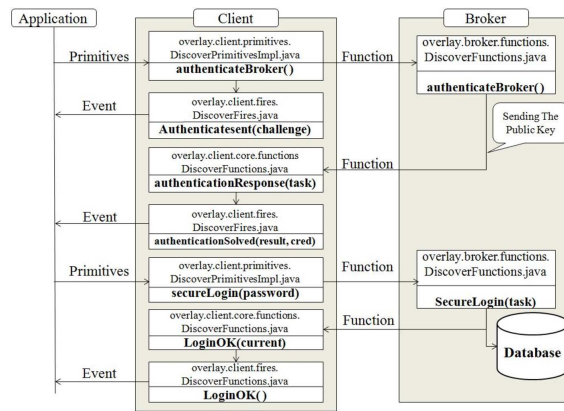 Application
Client
Broker
overlay.client.primitives.
DiscoverPrimitivesImpl.java
authenticateBroker()
Primitives
Function
overlay.broker.functions.
DiscoverFunctions.java
authenticateBroker()
overlay.client.fires.
DiscoverFires.java
Authenticatesent(challenge)
Event
Sending The
Public Key
overlay.client.core.functions
DiscoverFunctions.java
authenticationResponse(task)
Function
overlay.client.fires.
DiscoverFires.java
authenticationSolved(result, cred)
Event
Primitives
overlay.client.primitives.
DiscoverPrimitivesImpl.java
secureLogin(password)
Function
overlay.broker.functions.
DiscoverFunctions.java
SecureLogin(task)
overlay.client.core.functions.
DiscoverFunctions.java
LoginOK(current)
Function
Database
overlay.client.fires.
DiscoverFunctions.java
LoginOK()
Event